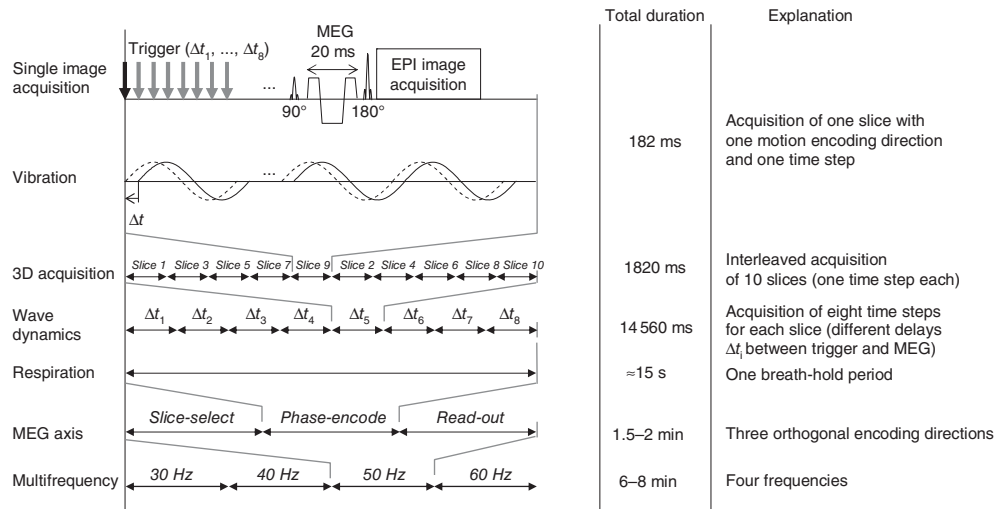 Total duration Explanation
Trigger (Δt₁, ..., Δt₈)
MEG
20 ms
Single image
acquisition
...
EPI image
acquisition
90° 180°
182 ms
Acquisition of one slice with
one motion encoding direction
and one time step
Vibration
...
Δt
3D acquisition
Slice 1 Slice 3 Slice 5 Slice 7 Slice 9 Slice 2 Slice 4 Slice 6 Slice 8 Slice 10
1820 ms
Interleaved acquisition
of 10 slices (one time step each)
Wave
dynamics
Δt₁ Δt₂ Δt₃ Δt₄ Δt₅ Δt₆ Δt₇ Δt₈
14 560 ms
Acquisition of eight time steps
for each slice (different delays
Δtᵢ between trigger and MEG)
Respiration
≈15 s
One breath-hold period
MEG axis
Slice-select Phase-encode Read-out
1.5–2 min
Three orthogonal encoding directions
Multifrequency
30 Hz 40 Hz 50 Hz 60 Hz
6–8 min
Four frequencies